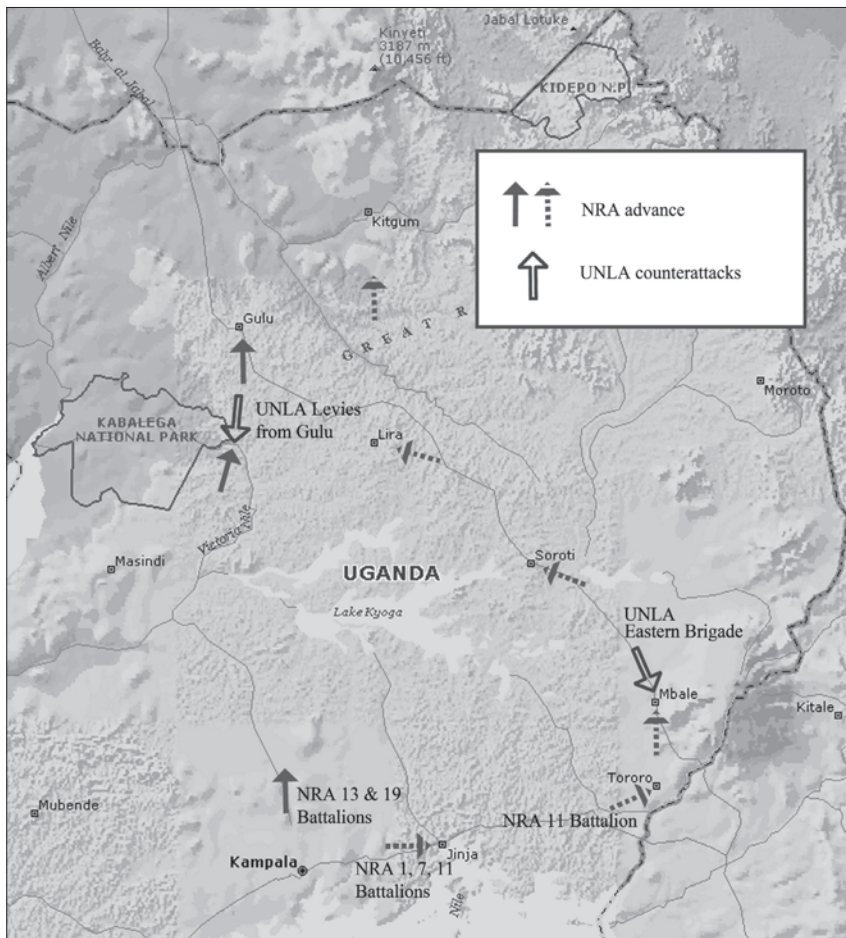 Jabal Lotuke
Kinyeti
3187 m
(10,456 ft)
Bahr al Jabal
KIDEPO N.P.
NRA advance
UNLA counterattacks
Kitgum
Albert Nile
Gulu
GREAT R
Moroto
KABALEGA
NATIONAL PARK
UNLA Levies
from Gulu
Lira
Victoria Nile
Masindi
Soroti
UGANDA
Lake Kyoga
UNLA
Eastern Brigade
Mbale
Kitale
Tororo
Mubende
NRA 13 & 19
Battalions
NRA 11 Battalion
Kampala
Jinja
NRA 1, 7, 11
Battalions
Nile